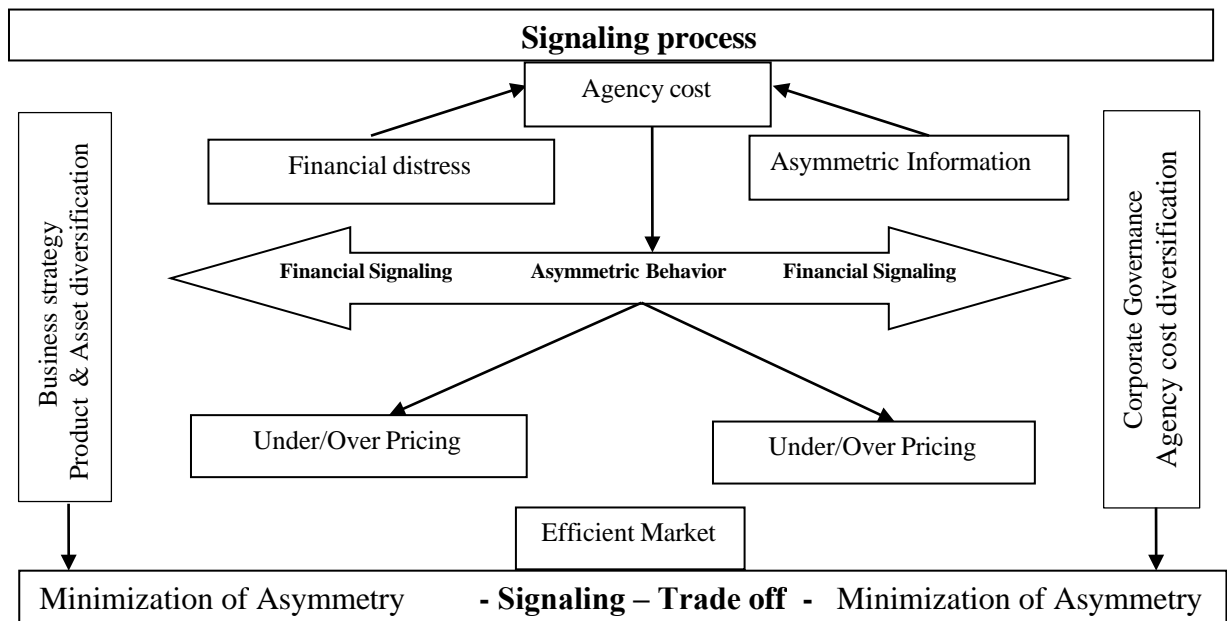 Signaling process
Agency cost
Financial distress
Asymmetric Information
Business strategy
Product & Asset diversification
Corporate Governance
Agency cost diversification
Financial Signaling Asymmetric Behavior Financial Signaling
Under/Over Pricing
Under/Over Pricing
Efficient Market
Minimization of Asymmetry - Signaling – Trade off - Minimization of Asymmetry